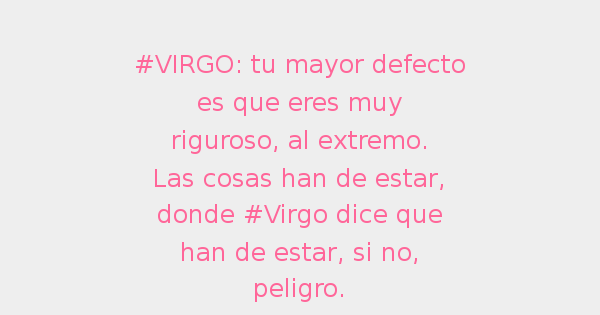 #VIRGO: tu mayor defecto
es que eres muy
riguroso, al extremo.
Las cosas han de estar,
donde #Virgo dice que
han de estar, si no,
peligro.